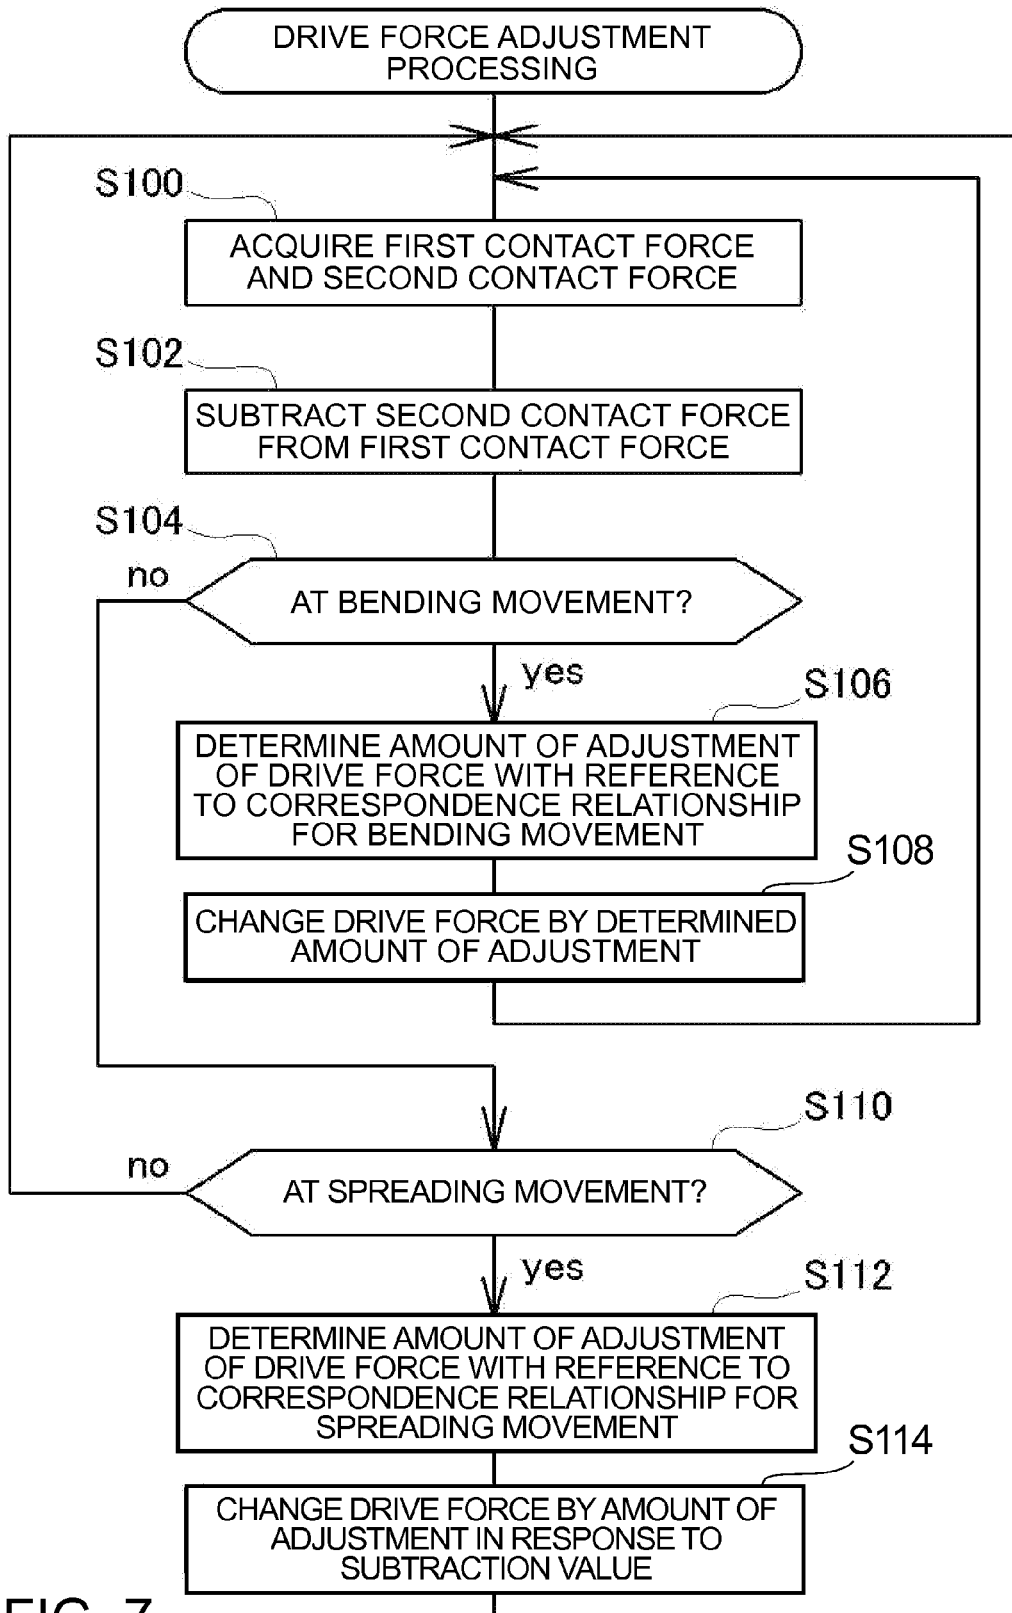 DRIVE FORCE ADJUSTMENT
PROCESSING
S100
ACQUIRE FIRST CONTACT FORCE
AND SECOND CONTACT FORCE
S102
SUBTRACT SECOND CONTACT FORCE
FROM FIRST CONTACT FORCE
S104
no
AT BENDING MOVEMENT?
yes
S106
DETERMINE AMOUNT OF ADJUSTMENT
OF DRIVE FORCE WITH REFERENCE
TO CORRESPONDENCE RELATIONSHIP
FOR BENDING MOVEMENT
S108
CHANGE DRIVE FORCE BY DETERMINED
AMOUNT OF ADJUSTMENT
S110
no
AT SPREADING MOVEMENT?
yes
S112
DETERMINE AMOUNT OF ADJUSTMENT
OF DRIVE FORCE WITH REFERENCE TO
CORRESPONDENCE RELATIONSHIP FOR
SPREADING MOVEMENT
S114
CHANGE DRIVE FORCE BY AMOUNT OF
ADJUSTMENT IN RESPONSE TO
SUBTRACTION VALUE
FIG. 7